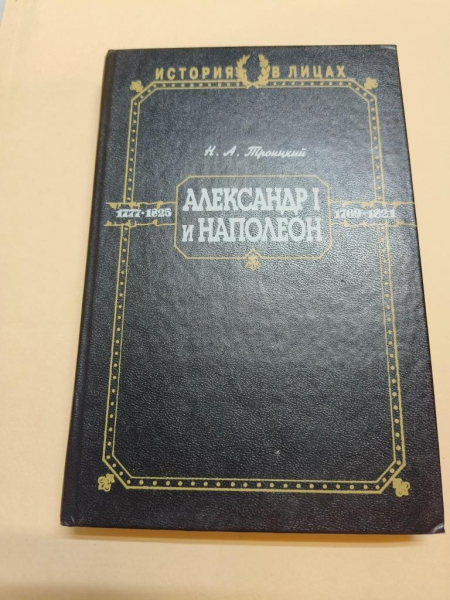 ИСТОРИЯ В ЛИЦАХ
Н. А. Троицкий
АЛЕКСАНДР I
1777·1825 И НАПОЛЕОН 1769·1821